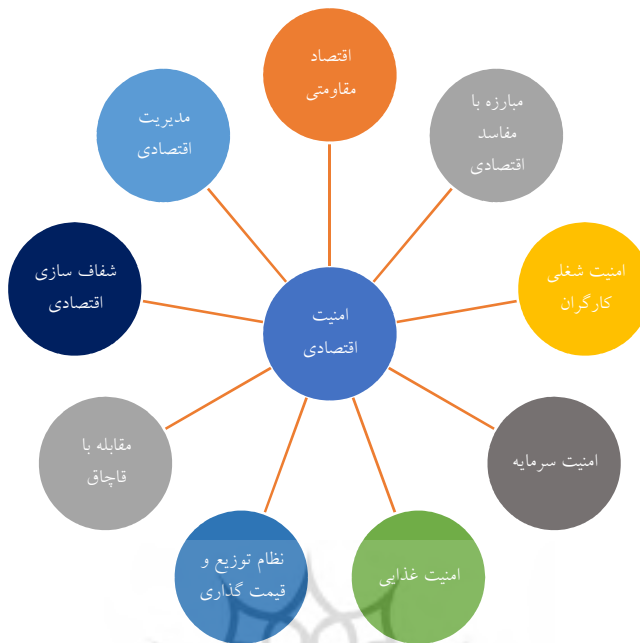 اقتصاد
مقاومتی
مبارزه با
مفاسد
اقتصادی
امنیت شغلی
کارگران
امنیت سرمایه
امنیت غذایی
نظام توزیع و
قیمت گذاری
مقابله با
قاچاق
شفاف سازی
اقتصادی
مدیریت
اقتصادی
امنیت
اقتصادی